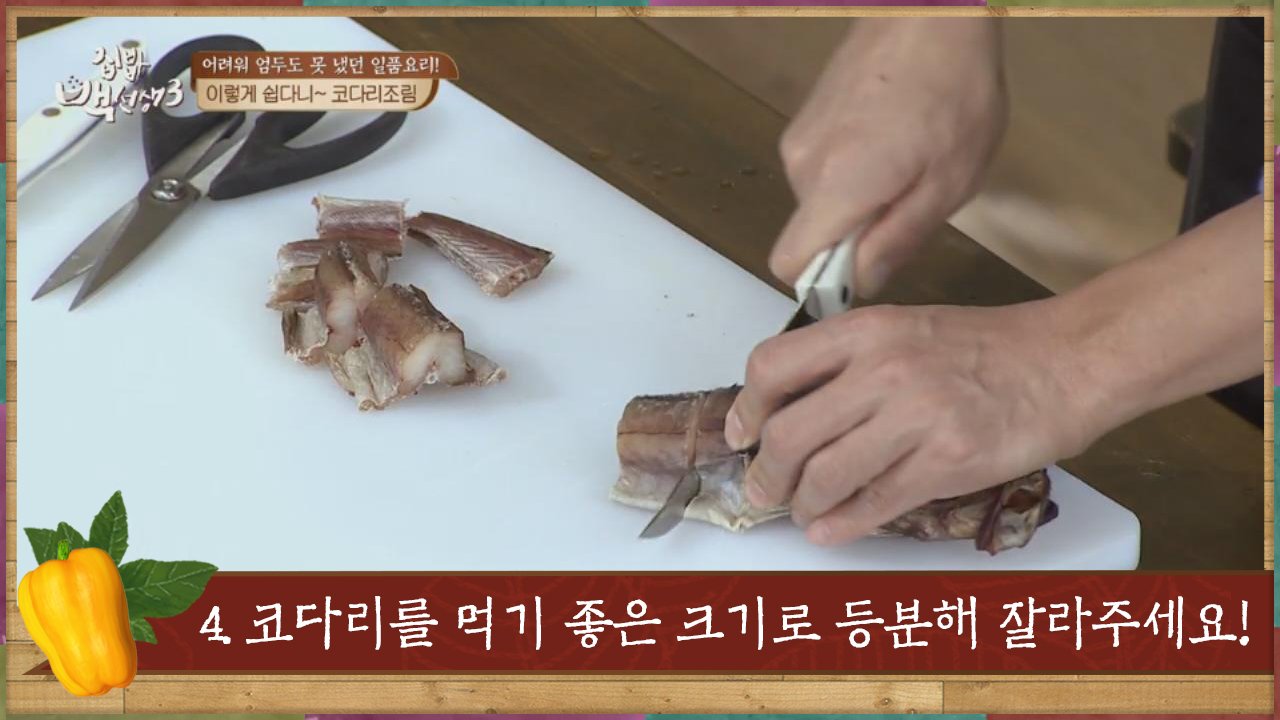 집밥
백선생3
어려워 엄두도 못 냈던 일품요리!
이렇게 쉽다니~ 코다리조림
4. 코다리를 먹기 좋은 크기로 등분해 잘라주세요!